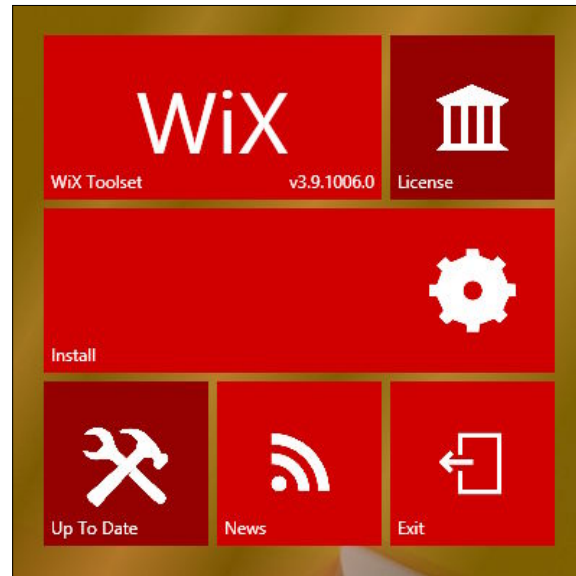 WiX
WiX Toolset v3.9.1006.0
License
Install
Up To Date
News
Exit